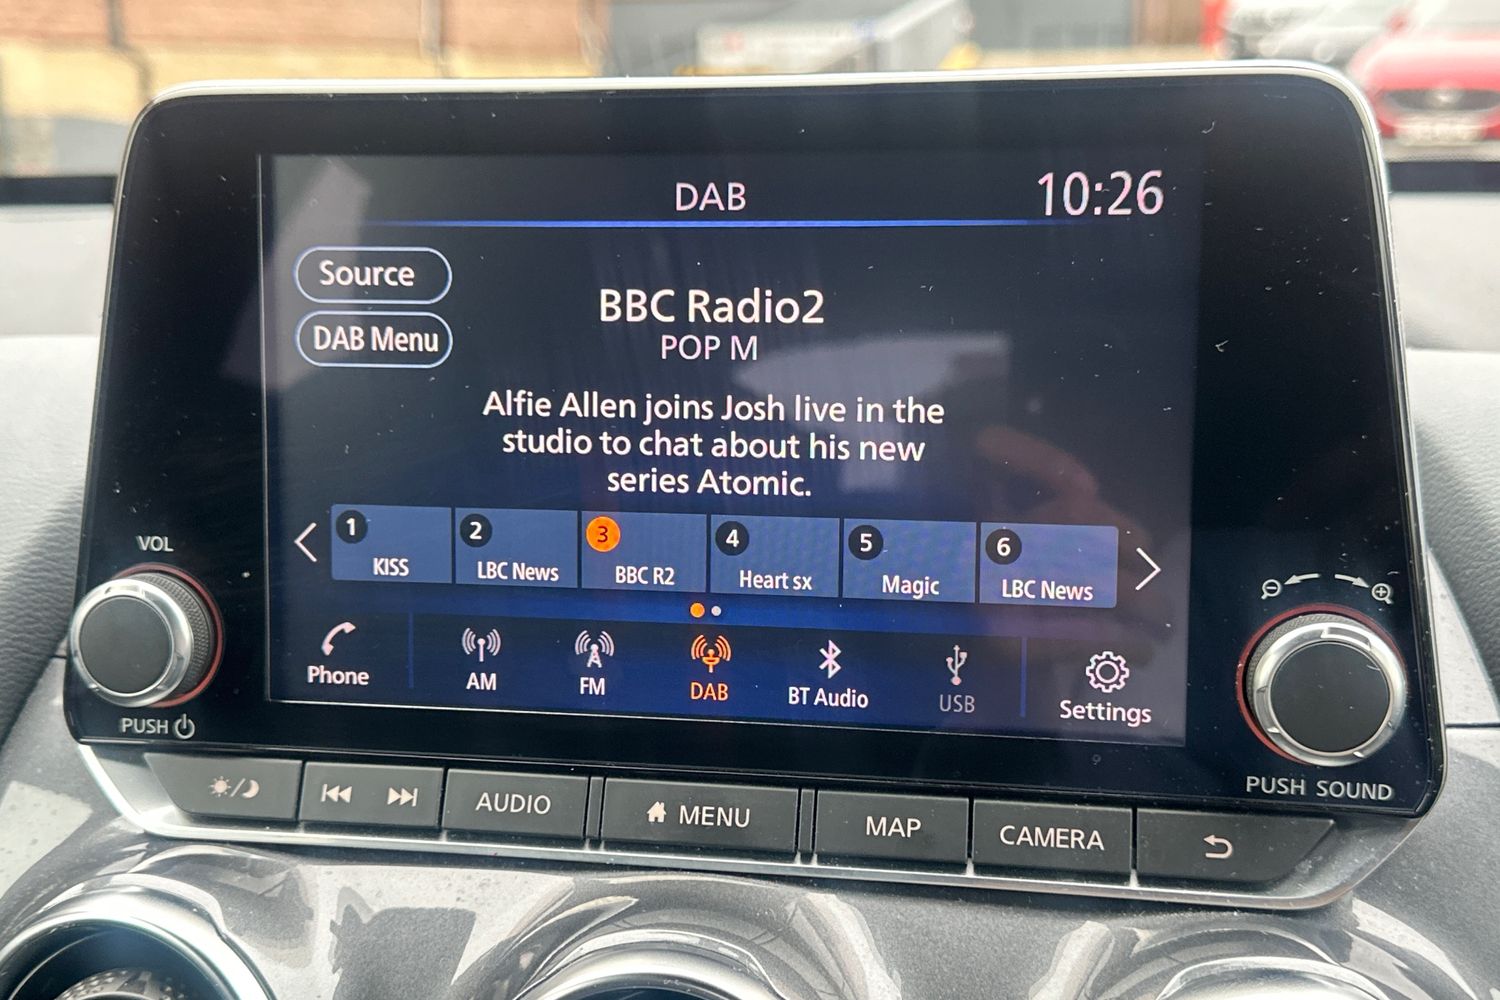 DAB
10:26
Source
DAB Menu
BBC Radio2
POP M
Alfie Allen joins Josh live in the
studio to chat about his new
series Atomic.
1 2 3 4 5 6
KISS LBC News BBC R2 Heart sx Magic LBC News
Phone AM FM DAB BT Audio USB Settings
VOL
PUSH
PUSH SOUND
AUDIO MENU MAP CAMERA